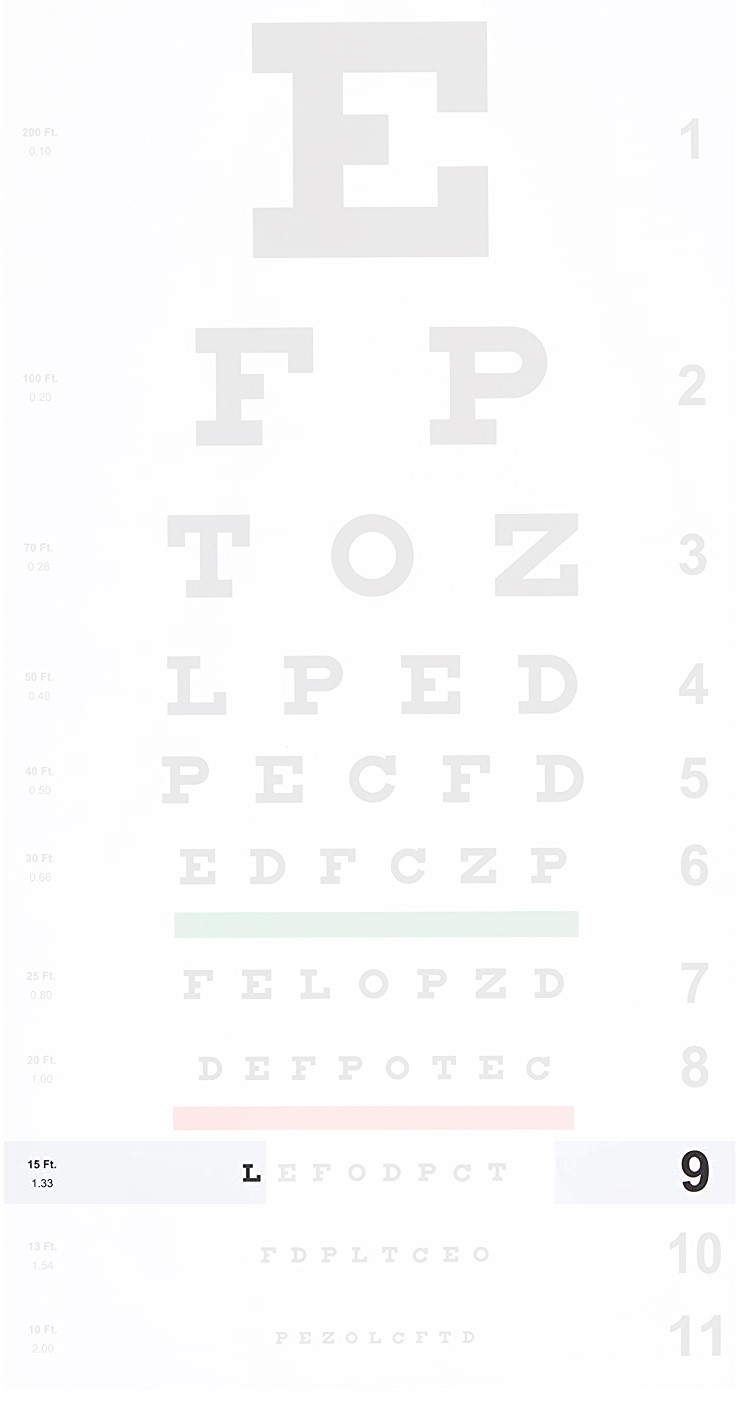 200 Ft.
0.10
E
1
100 Ft.
0.20
F P
2
70 Ft.
0.28
T O Z
3
50 Ft.
0.40
L P E D
4
40 Ft.
0.50
P E C F D
5
30 Ft.
0.66
E D F C Z P
6
25 Ft.
0.80
F E L O P Z D
7
20 Ft.
1.00
D E F P O T E C
8
15 Ft.
1.33
L E F O D P C T
9
13 Ft.
1.54
F D P L T C E O
10
10 Ft.
2.00
P E Z O L C F T D
11